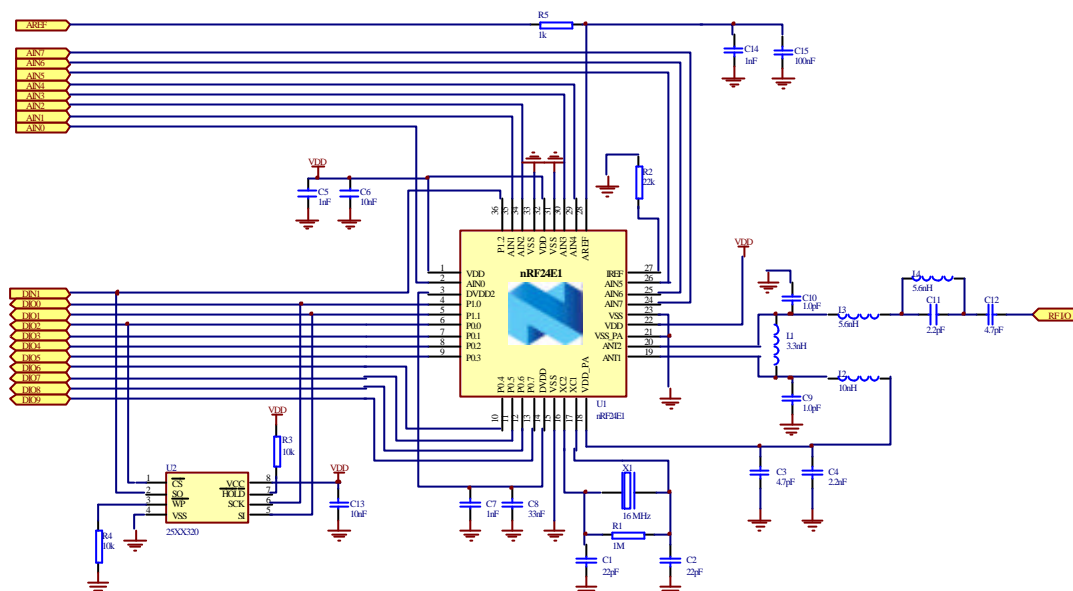 AREF
R5
1k
C14
1nF
C15
100nF
AIN7
AIN6
AIN5
AIN4
AIN3
AIN2
AIN1
AIN0
VDD
C5
1nF
C6
10nF
R2
22k
36
35
34
33
32
31
30
29
28
P1.2
AIN1
AIN2
VSS
VDD
VSS
AIN3
AIN4
AREF
nRF24E1
1 VDD
2 AIN0
3 DVDD2
4 P1.0
5 P1.1
6 P0.0
7 P0.1
8 P0.2
9 P0.3
IREF 27
AIN5 26
AIN6 25
AIN7 24
VSS 23
VDD 22
VSS_PA 21
ANT2 20
ANT1 19
P0.4
P0.5
P0.6
P0.7
DVDD
VSS
XC2
XC1
VDD_PA
10
11
12
13
14
15
16
17
18
U1
nRF24E1
VDD
C10
1.0pF
L1
3.3nH
L3
5.6nH
L4
5.6nH
C11
2.2pF
C12
4.7pF
RF I/O
L2
10nH
C9
1.0pF
C3
4.7pF
C4
2.2nF
DIN1
DIO0
DIO1
DIO2
DIO3
DIO4
DIO5
DIO6
DIO7
DIO8
DIO9
VDD
R3
10k
U2
1 CS
2 SO
3 WP
4 VSS
VCC 8
HOLD 7
SCK 6
SI 5
25XX320
R4
10k
VDD
C13
10nF
C7
1nF
C8
33nF
X1
16 MHz
R1
1M
C1
22pF
C2
22pF